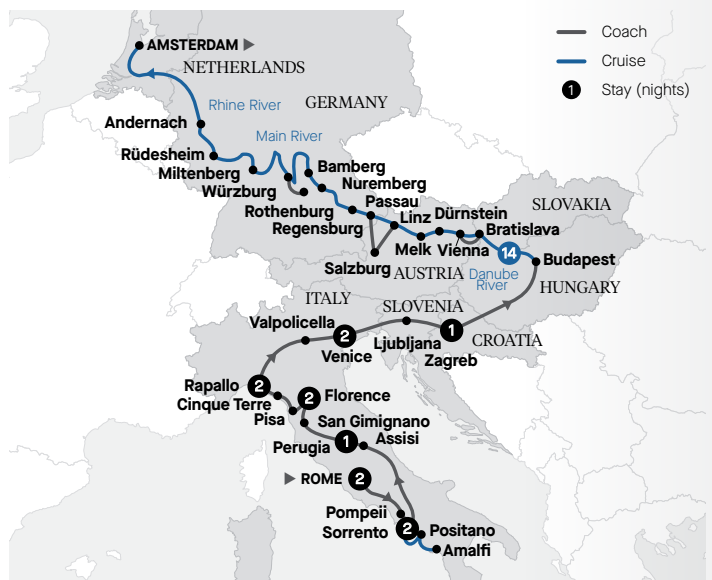 Coach
Cruise
1 Stay (nights)
AMSTERDAM
NETHERLANDS
Rhine River
GERMANY
Andernach
Main River
Rüdesheim
Miltenberg
Bamberg
Würzburg
Nuremberg
Rothenburg
Passau
Regensburg
Linz
Dürnstein
SLOVAKIA
Bratislava
Melk
Vienna
14
Salzburg
AUSTRIA
Danube
River
Budapest
HUNGARY
ITALY
SLOVENIA
Valpolicella
2
Venice
Ljubljana
1
Zagreb
CROATIA
Rapallo
2
Cinque Terre
2
Florence
Pisa
San Gimignano
Perugia
1
Assisi
ROME
2
Pompeii
Sorrento
2
Positano
Amalfi